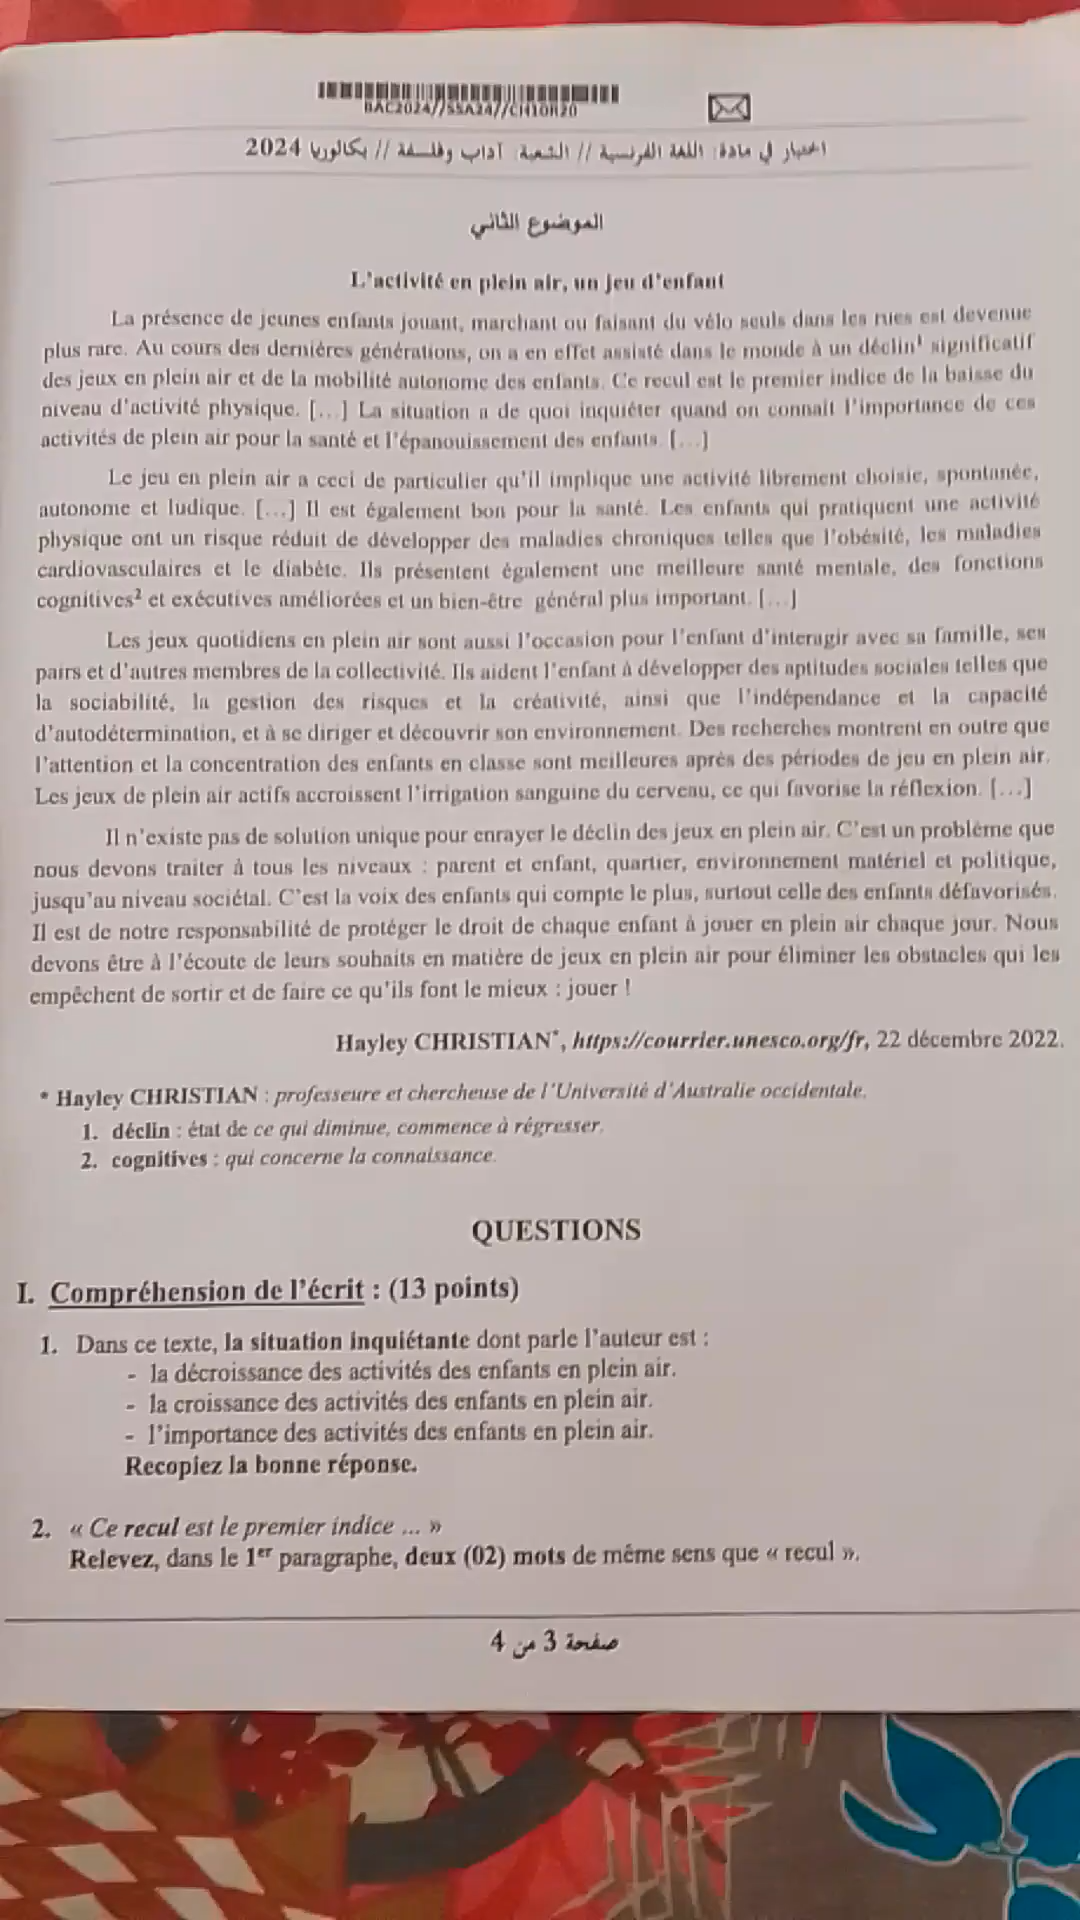 BAC2024//SSA24//CH10H20
اختبار في مادة: اللغة الفرنسية // الشعبة: آداب وفلسفة // بكالوريا 2024
الموضوع الثاني
L'activité en plein air, un jeu d'enfant
La présence de jeunes enfants jouant, marchant ou faisant du vélo seuls dans les rues est devenue
plus rare. Au cours des dernières générations, on a en effet assisté dans le monde à un déclin¹ significatif
des jeux en plein air et de la mobilité autonome des enfants. Ce recul est le premier indice de la baisse du
niveau d'activité physique. [...] La situation a de quoi inquiéter quand on connaît l'importance de ces
activités de plein air pour la santé et l'épanouissement des enfants. [...]
Le jeu en plein air a ceci de particulier qu'il implique une activité librement choisie, spontanée,
autonome et ludique. [...] Il est également bon pour la santé. Les enfants qui pratiquent une activité
physique ont un risque réduit de développer des maladies chroniques telles que l'obésité, les maladies
cardiovasculaires et le diabète. Ils présentent également une meilleure santé mentale, des fonctions
cognitives² et exécutives améliorées et un bien-être général plus important. [...]
Les jeux quotidiens en plein air sont aussi l'occasion pour l'enfant d'interagir avec sa famille, ses
pairs et d'autres membres de la collectivité. Ils aident l'enfant à développer des aptitudes sociales telles que
la sociabilité, la gestion des risques et la créativité, ainsi que l'indépendance et la capacité
d'autodétermination, et à se diriger et découvrir son environnement. Des recherches montrent en outre que
l'attention et la concentration des enfants en classe sont meilleures après des périodes de jeu en plein air.
Les jeux de plein air actifs accroissent l'irrigation sanguine du cerveau, ce qui favorise la réflexion. [...]
Il n'existe pas de solution unique pour enrayer le déclin des jeux en plein air. C'est un problème que
nous devons traiter à tous les niveaux : parent et enfant, quartier, environnement matériel et politique,
jusqu'au niveau sociétal. C'est la voix des enfants qui compte le plus, surtout celle des enfants défavorisés.
Il est de notre responsabilité de protéger le droit de chaque enfant à jouer en plein air chaque jour. Nous
devons être à l'écoute de leurs souhaits en matière de jeux en plein air pour éliminer les obstacles qui les
empêchent de sortir et de faire ce qu'ils font le mieux : jouer !
Hayley CHRISTIAN*, https://courrier.unesco.org/fr, 22 décembre 2022.
* Hayley CHRISTIAN : professeure et chercheuse de l'Université d'Australie occidentale.
1. déclin : état de ce qui diminue, commence à régresser.
2. cognitives : qui concerne la connaissance.
QUESTIONS
I. Compréhension de l'écrit : (13 points)
1. Dans ce texte, la situation inquiétante dont parle l'auteur est :
- la décroissance des activités des enfants en plein air.
- la croissance des activités des enfants en plein air.
- l'importance des activités des enfants en plein air.
Recopiez la bonne réponse.
2. « Ce recul est le premier indice ... »
Relevez, dans le 1er paragraphe, deux (02) mots de même sens que « recul ».
صفحة 3 من 4